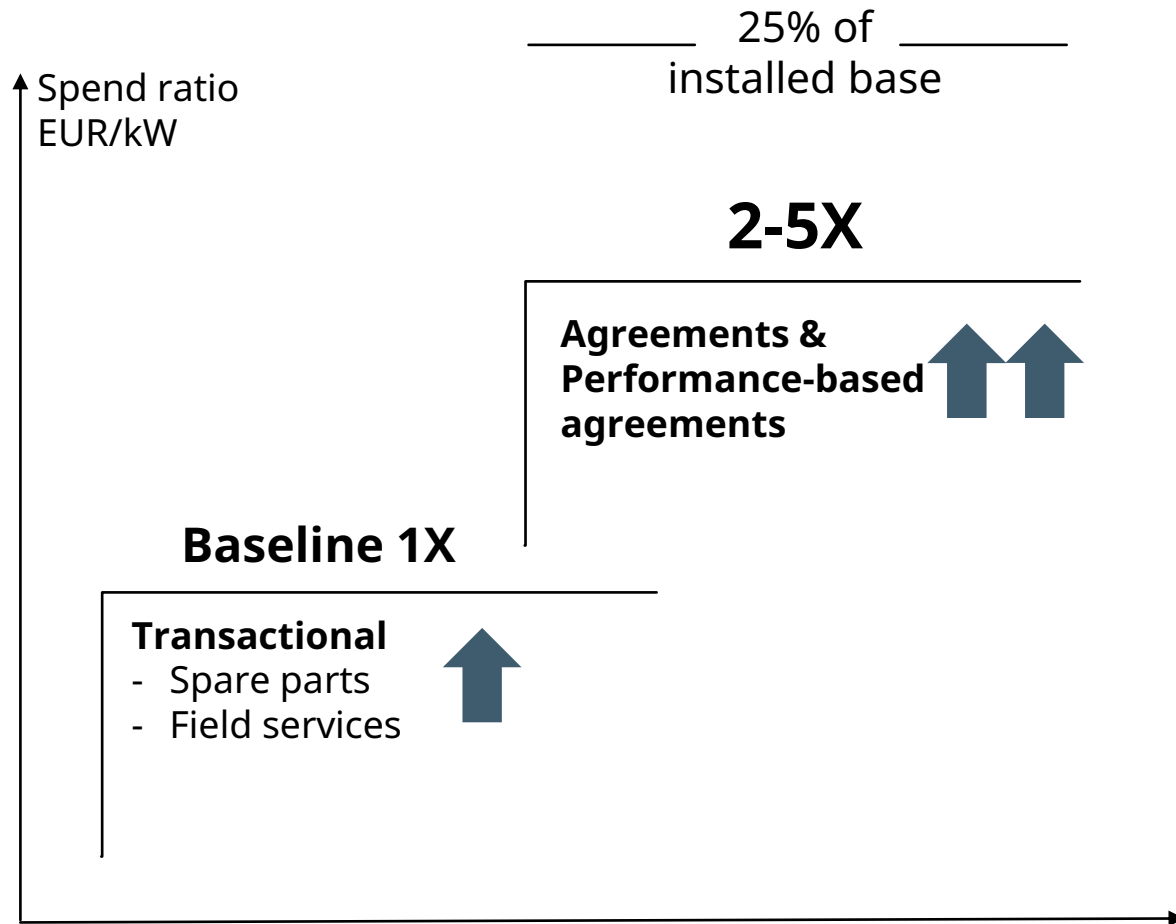 25% of
installed base
Spend ratio
EUR/kW
2-5X
Agreements &
Performance-based
agreements
Baseline 1X
Transactional
- Spare parts
- Field services